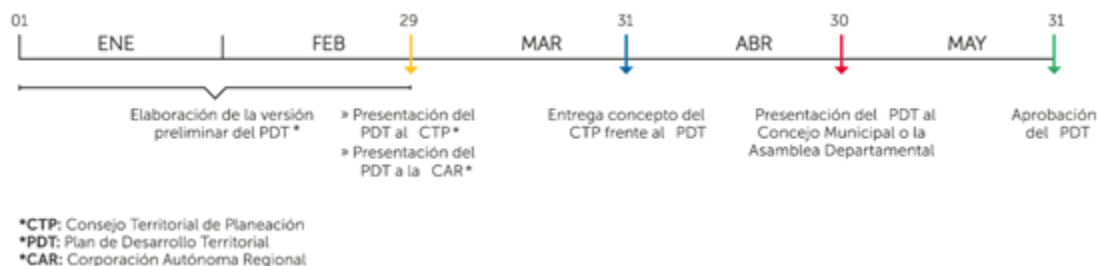 01 29 31 30 31
ENE FEB MAR ABR MAY
Elaboración de la versión
preliminar del PDT *
» Presentación del
PDT al CTP*
» Presentación del
PDT a la CAR*
Entrega concepto del
CTP frente al PDT
Presentación del PDT al
Concejo Municipal o la
Asamblea Departamental
Aprobación
del PDT
*CTP: Consejo Territorial de Planeación
*PDT: Plan de Desarrollo Territorial
*CAR: Corporación Autónoma Regional